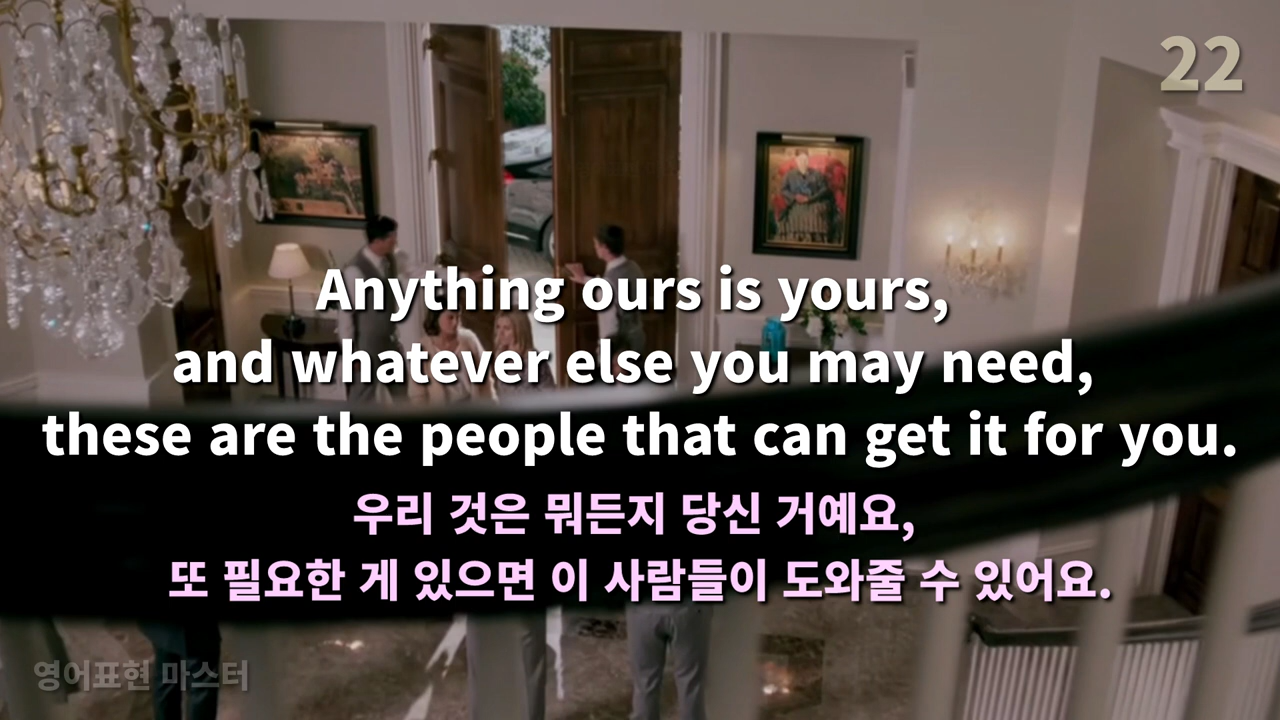 22
Anything ours is yours,
and whatever else you may need,
these are the people that can get it for you.
우리 것은 뭐든지 당신 거예요,
또 필요한 게 있으면 이 사람들이 도와줄 수 있어요.
영어표현 마스터